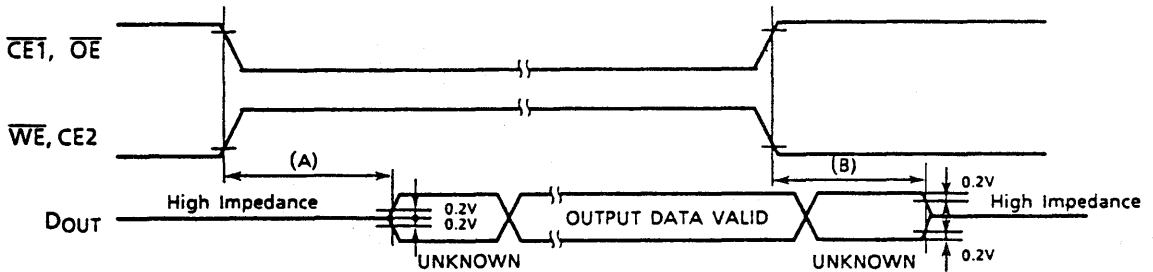 CE1, OE
WE, CE2
(A)
(B)
High Impedance
0.2V
0.2V
0.2V
High Impedance
DOUT
OUTPUT DATA VALID
UNKNOWN
UNKNOWN
0.2V